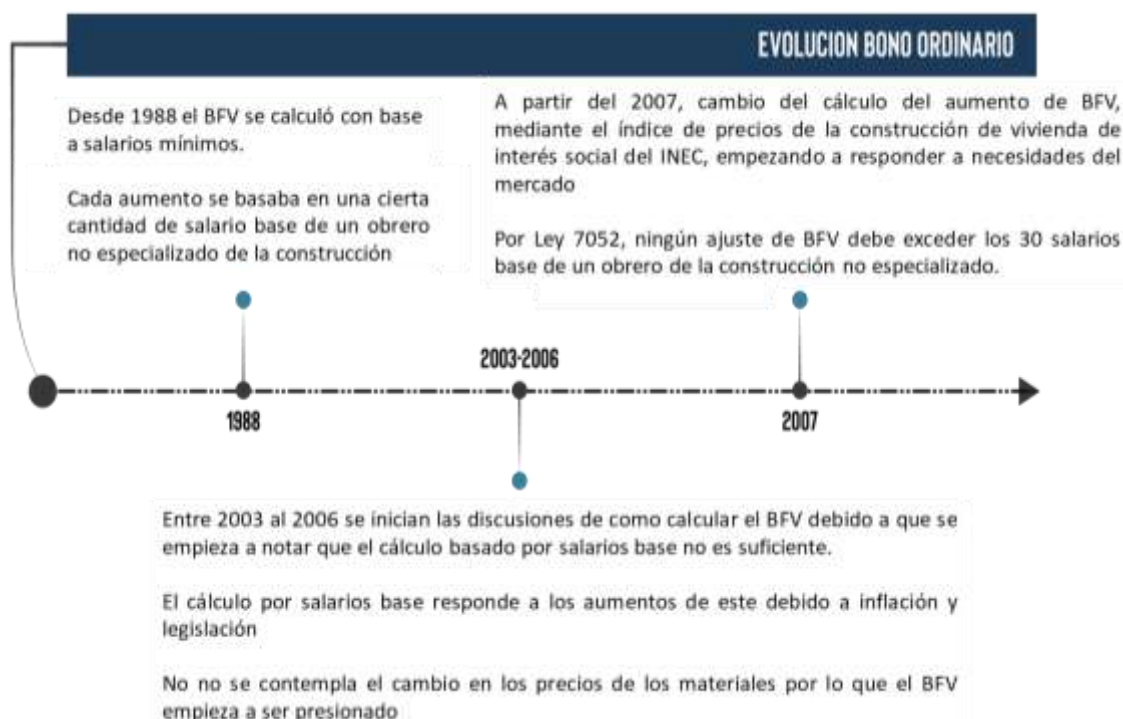 EVOLUCION BONO ORDINARIO
Desde 1988 el BFV se calculó con base
a salarios mínimos.
Cada aumento se basaba en una cierta
cantidad de salario base de un obrero
no especializado de la construcción
A partir del 2007, cambio del cálculo del aumento de BFV,
mediante el índice de precios de la construcción de vivienda de
interés social del INEC, empezando a responder a necesidades del
mercado
Por Ley 7052, ningún ajuste de BFV debe exceder los 30 salarios
base de un obrero de la construcción no especializado.
2003-2006
1988
2007
Entre 2003 al 2006 se inician las discusiones de como calcular el BFV debido a que se
empieza a notar que el cálculo basado por salarios base no es suficiente.
El cálculo por salarios base responde a los aumentos de este debido a inflación y
legislación
No no se contempla el cambio en los precios de los materiales por lo que el BFV
empieza a ser presionado